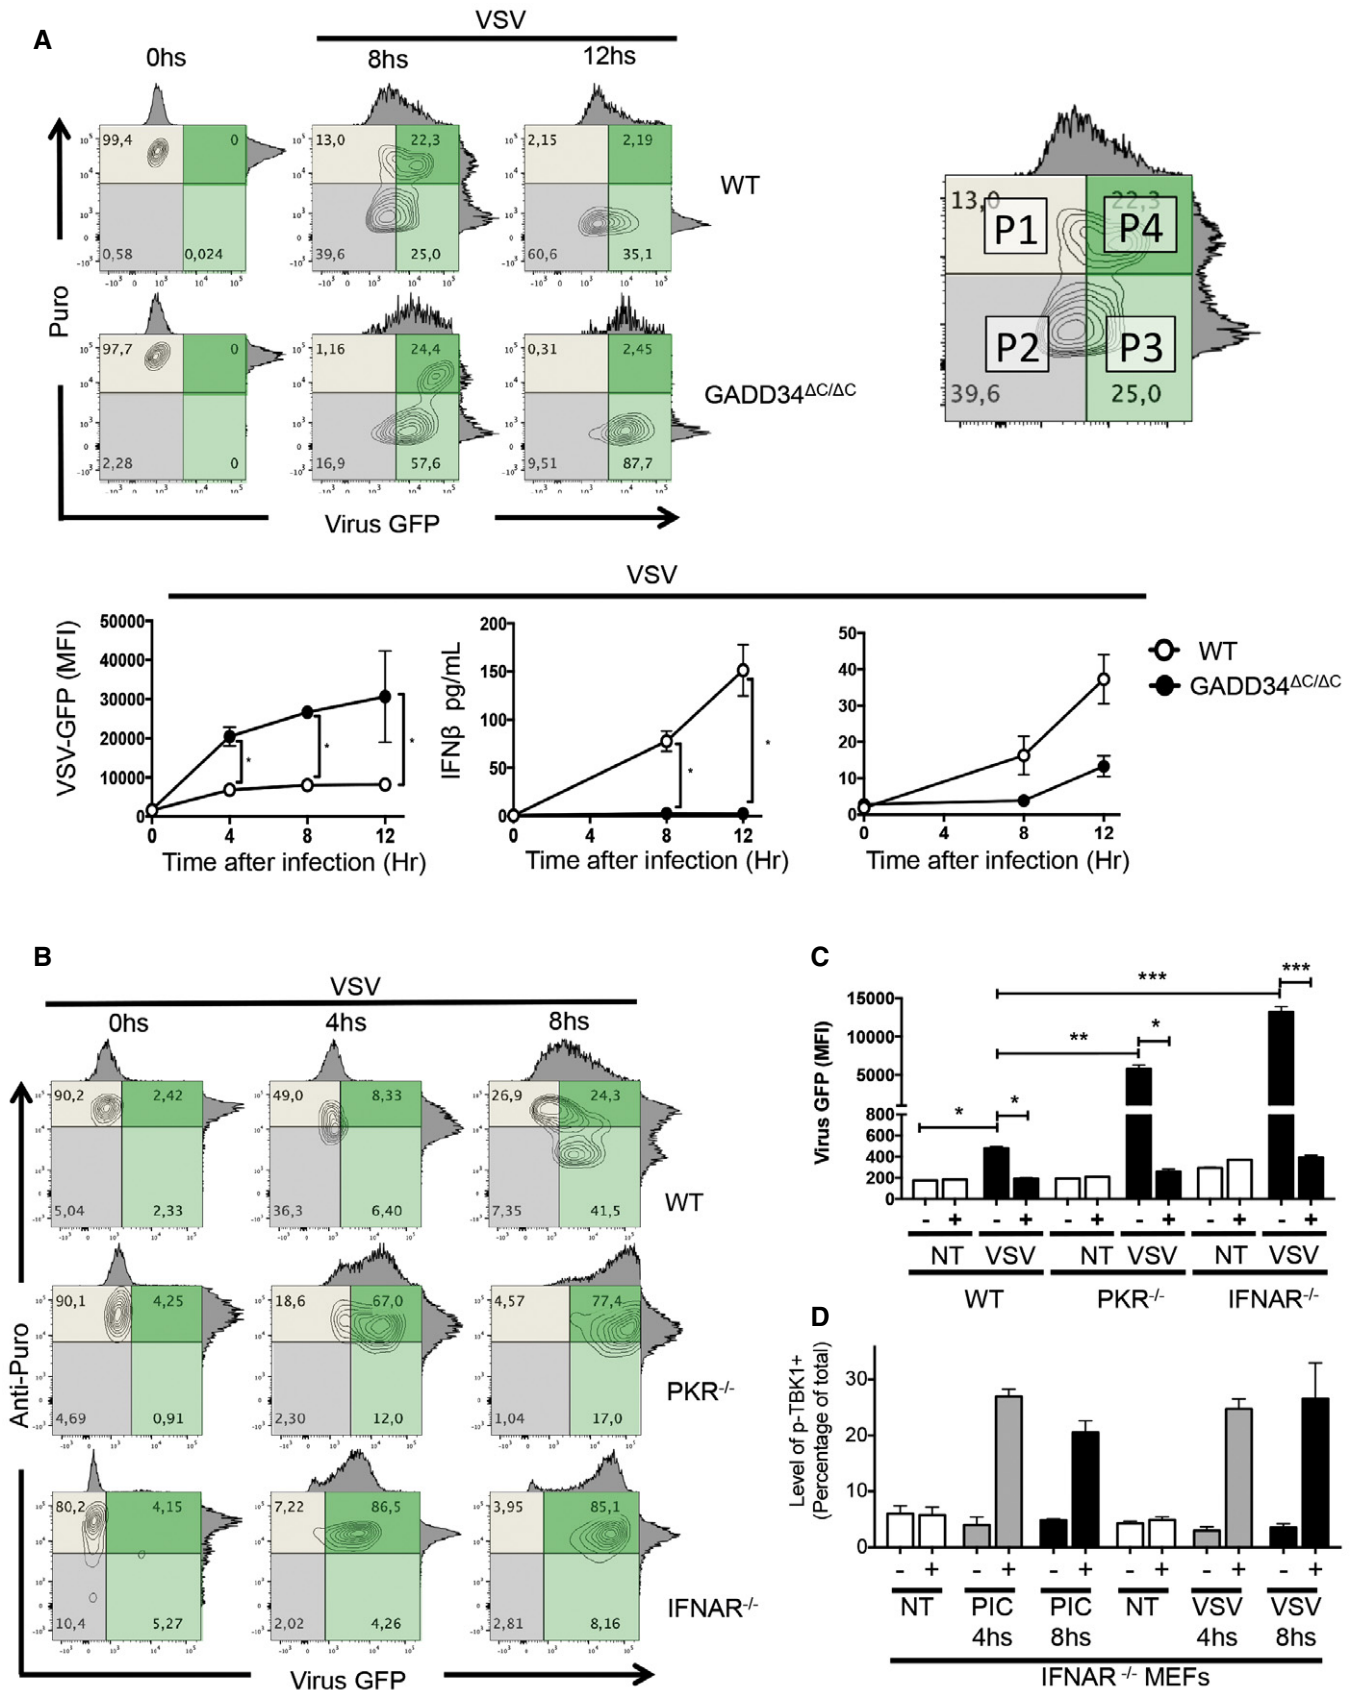 A
VSV
0hs 8hs 12hs
99,4 0
0,58 0,024
13,0 22,3
39,6 25,0
2,15 2,19
60,6 35,1
WT
97,7 0
2,28 0
1,16 24,4
16,9 57,6
0,31 2,45
9,51 87,7
GADD34ΔC/ΔC
Puro
Virus GFP
13,0 22,3
P1 P4
P2 P3
39,6 25,0
VSV
VSV-GFP (MFI)
50000
40000
30000
20000
10000
0
0 4 8 12
* * *
Time after infection (Hr)
IFNβ pg/mL
200
150
100
50
0
0 4 8 12
* *
Time after infection (Hr)
50
40
30
20
10
0
0 4 8 12
Time after infection (Hr)
WT
GADD34ΔC/ΔC
B
VSV
0hs 4hs 8hs
90,2 2,42
5,04 2,33
49,0 8,33
36,3 6,40
26,9 24,3
7,35 41,5
WT
90,1 4,25
4,69 0,91
18,6 67,0
2,30 12,0
4,57 77,4
1,04 17,0
PKR-/-
80,2 4,15
10,4 5,27
7,22 86,5
2,02 4,26
3,95 85,1
2,81 8,16
IFNAR-/-
Anti-Puro
Virus GFP
C
Virus GFP (MFI)
15000
10000
5000
800
600
400
200
0
* * ** * *** ***
- + - + - + - + - + - +
NT VSV NT VSV NT VSV
WT PKR-/- IFNAR-/-
D
Level of p-TBK1+
(Percentage of total)
30
20
10
0
- + - + - + - + - + - +
NT PIC PIC NT VSV VSV
4hs 8hs 4hs 8hs
IFNAR -/- MEFs